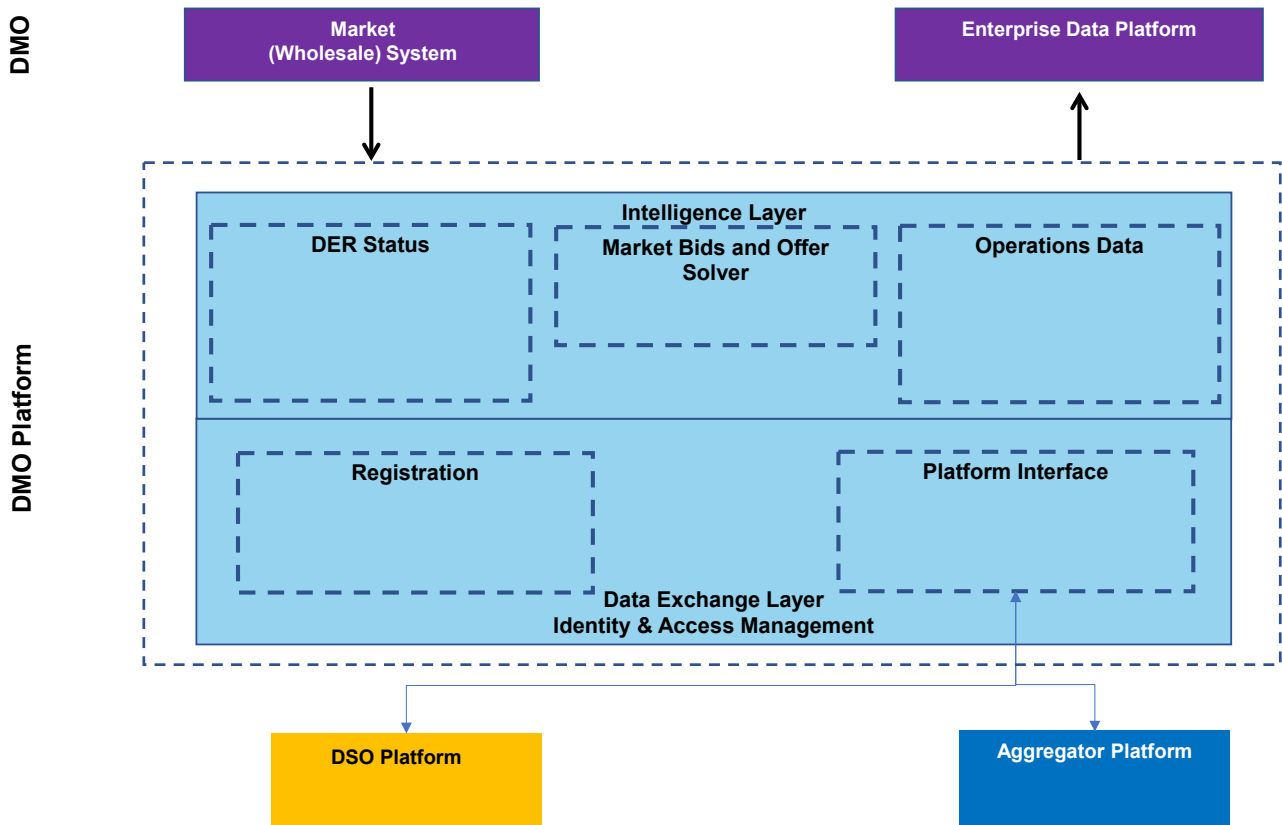 DMO
Market
(Wholesale) System
Enterprise Data Platform
DMO Platform
Intelligence Layer
DER Status
Market Bids and Offer
Solver
Operations Data
Registration
Platform Interface
Data Exchange Layer
Identity & Access Management
DSO Platform
Aggregator Platform